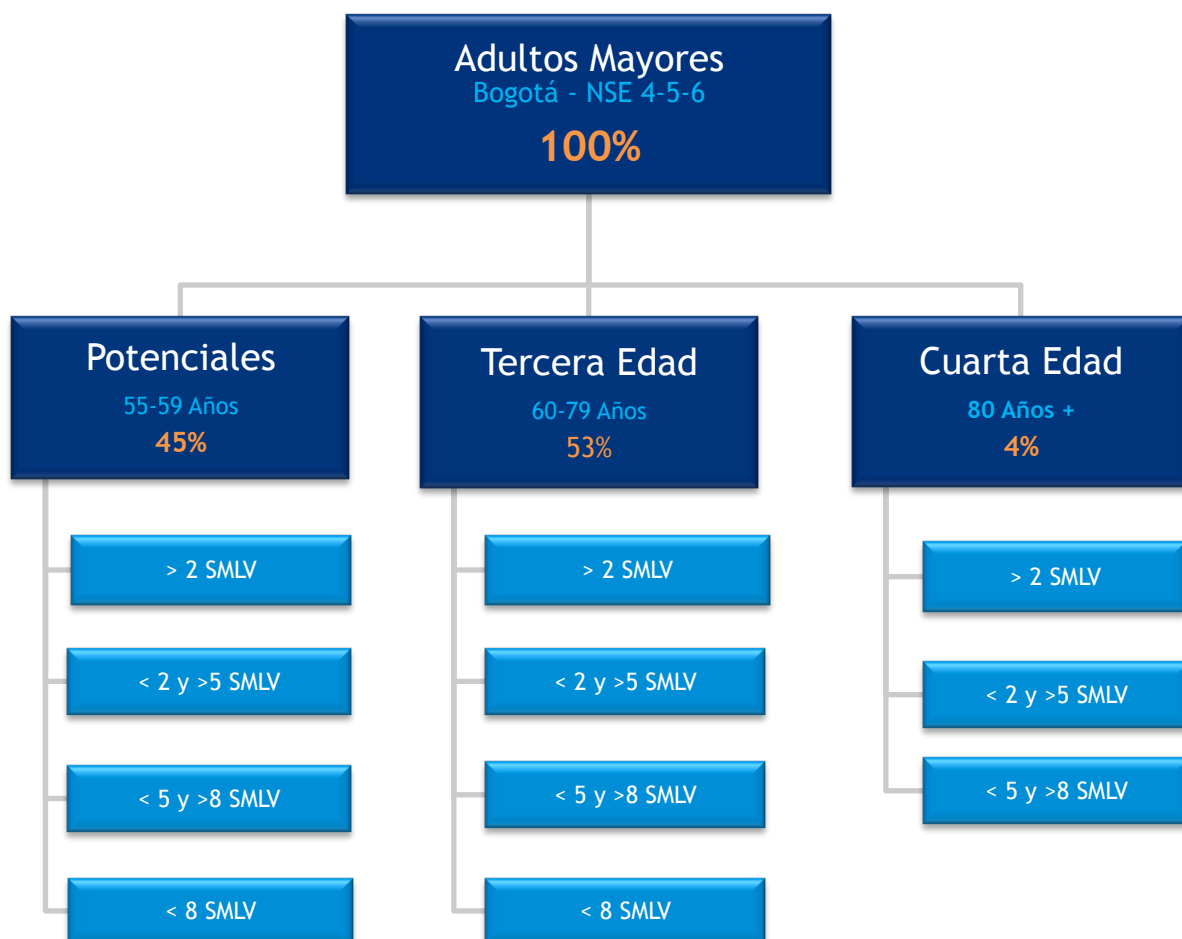 Adultos Mayores
Bogotá - NSE 4-5-6
100%
Potenciales
55-59 Años
45%
> 2 SMLV
< 2 y >5 SMLV
< 5 y >8 SMLV
< 8 SMLV
Tercera Edad
60-79 Años
53%
> 2 SMLV
< 2 y >5 SMLV
< 5 y >8 SMLV
< 8 SMLV
Cuarta Edad
80 Años +
4%
> 2 SMLV
< 2 y >5 SMLV
< 5 y >8 SMLV